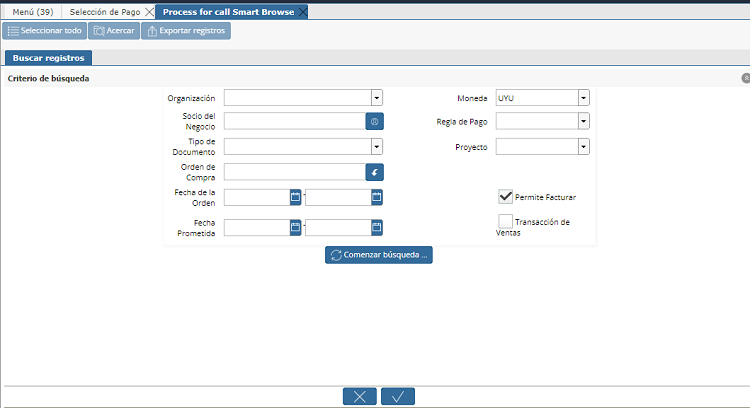 Menú (39)
Selección de Pago
Process for call Smart Browse
Seleccionar todo
Acercar
Exportar registros
Buscar registros
Criterio de búsqueda
Organización
Moneda
UYU
Socio del
Negocio
Regla de Pago
Tipo de
Documento
Proyecto
Orden de
Compra
Fecha de la
Orden
-
Permite Facturar
Fecha
Prometida
-
Transacción de
Ventas
Comenzar búsqueda ...